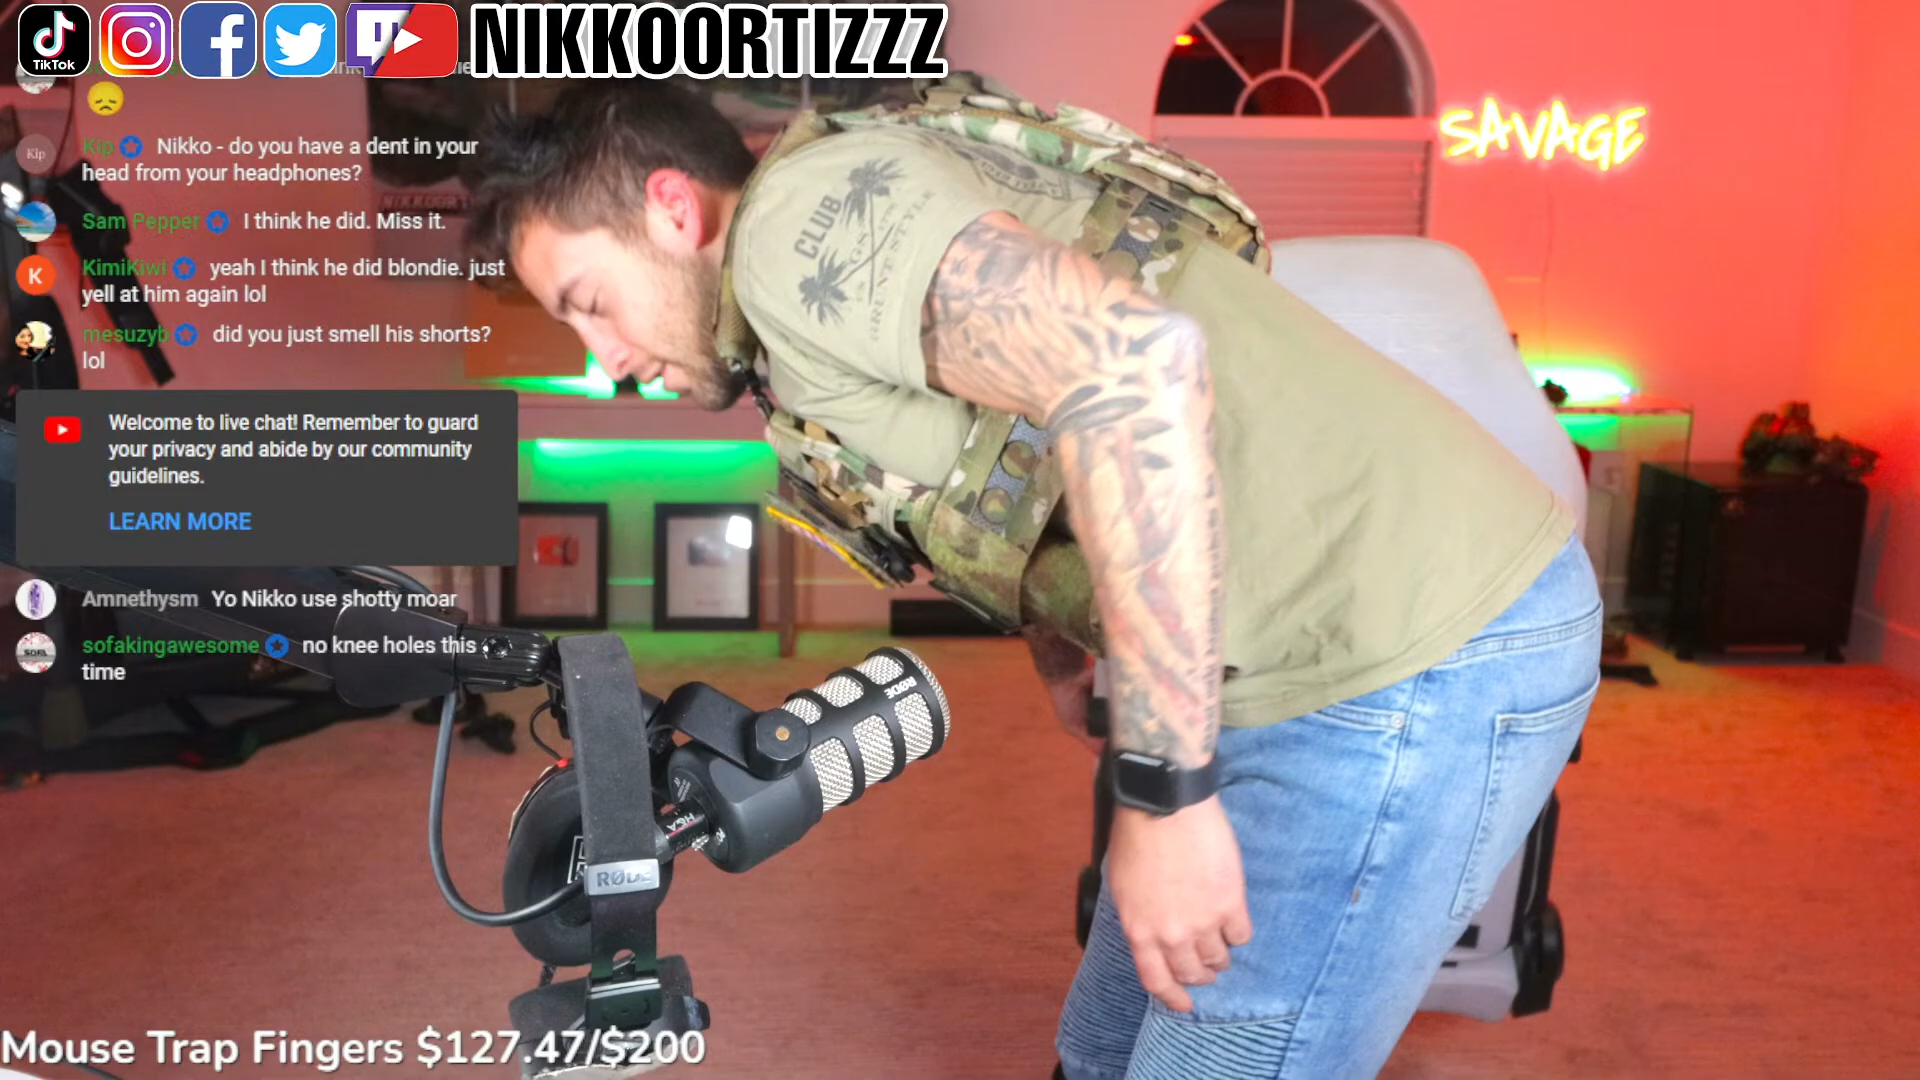 TikTok
NIKKOORTIZZZ
Kip Nikko - do you have a dent in your
head from your headphones?
Kip
Sam Pepper I think he did. Miss it.
KimiKiwi yeah I think he did blondie. just
yell at him again lol
K
mesuzyb did you just smell his shorts?
lol
Welcome to live chat! Remember to guard
your privacy and abide by our community
guidelines.
LEARN MORE
Amnethysm Yo Nikko use shotty moar
sofakingawesome no knee holes this
time
SAVAGE
CLUB
GRUNT STYLE
RØDE
RØDE
Mouse Trap Fingers $127.47/$200